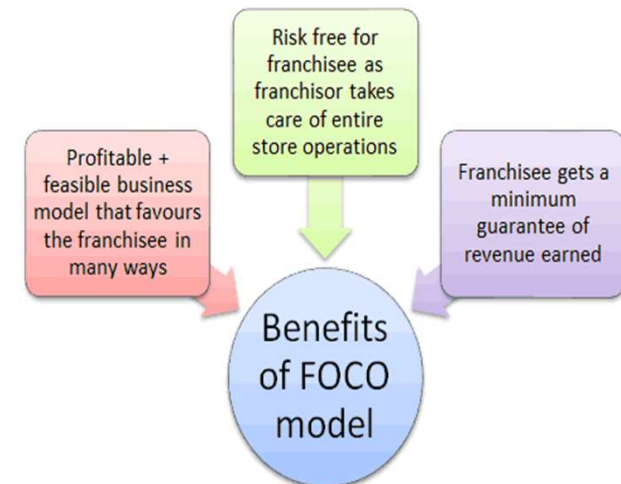 Risk free for
franchisee as
franchisor takes
care of entire
store operations
Profitable +
feasible business
model that favours
the franchisee in
many ways
Franchisee gets a
minimum
guarantee of
revenue earned
Benefits
of FOCO
model